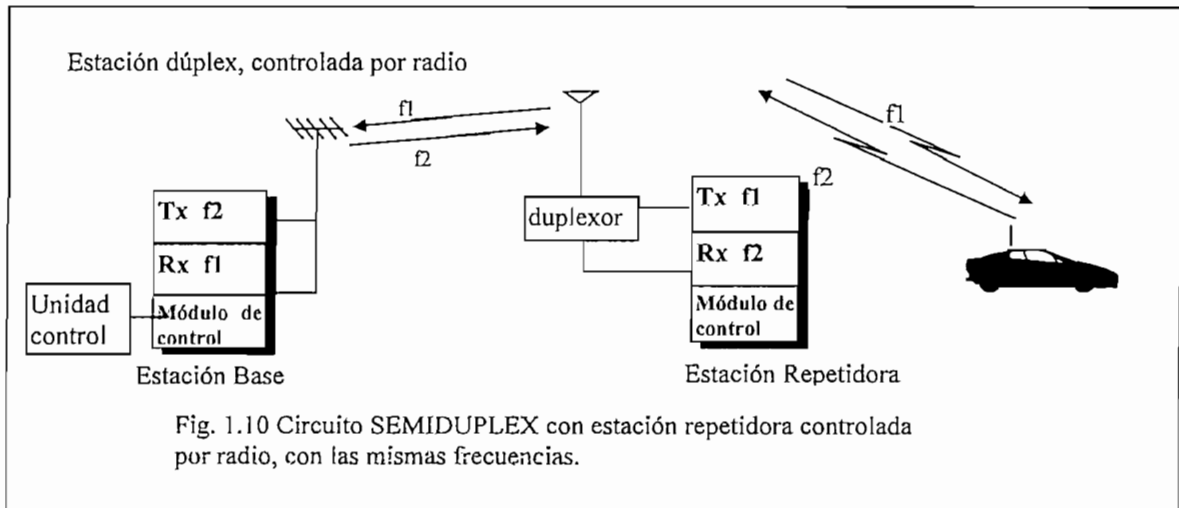 Estación dúplex, controlada por radio
f1
f2
f1
f2
Tx f2
Rx f1
Módulo de
control
Unidad
control
Estación Base
duplexor
Tx f1
Rx f2
Módulo de
control
Estación Repetidora
Fig. 1.10 Circuito SEMIDUPLEX con estación repetidora controlada
por radio, con las mismas frecuencias.